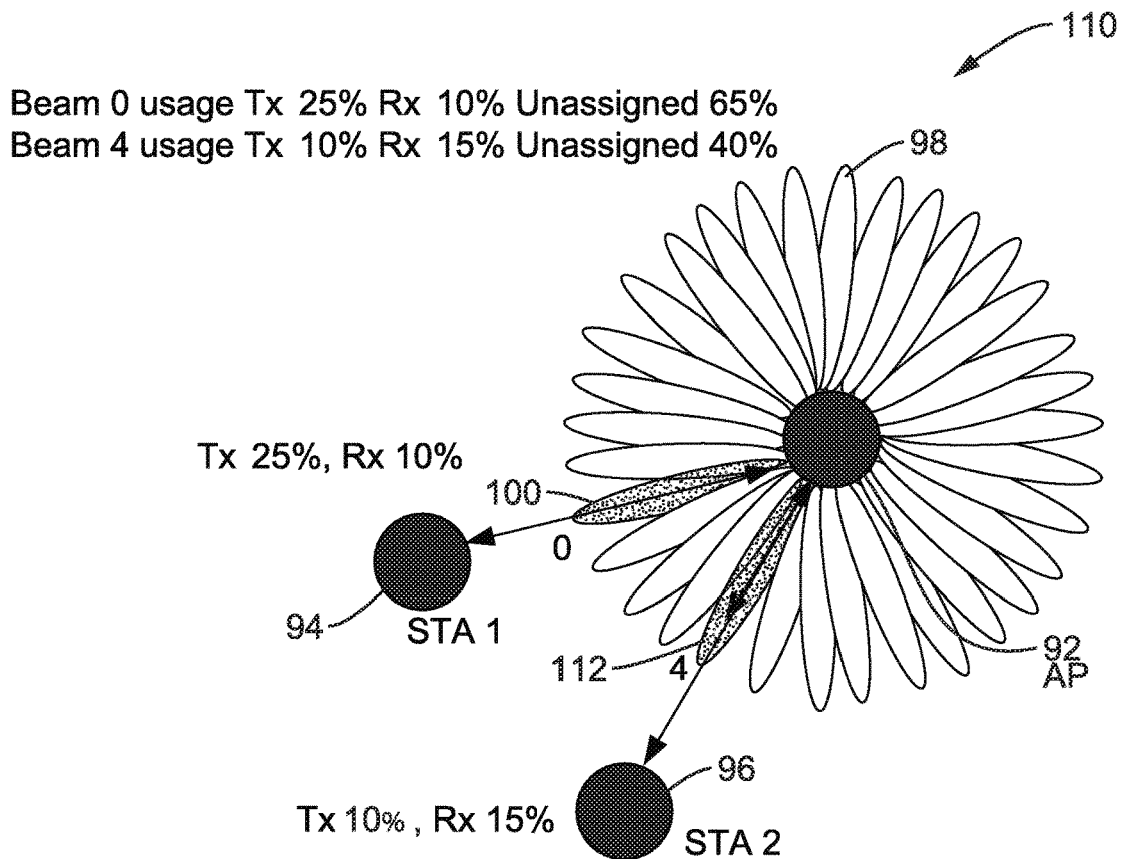 110
Beam 0 usage Tx 25% Rx 10% Unassigned 65%
Beam 4 usage Tx 10% Rx 15% Unassigned 40%
98
Tx 25%, Rx 10%
100
0
94
STA 1
112
4
92
AP
96
Tx 10% , Rx 15%
STA 2